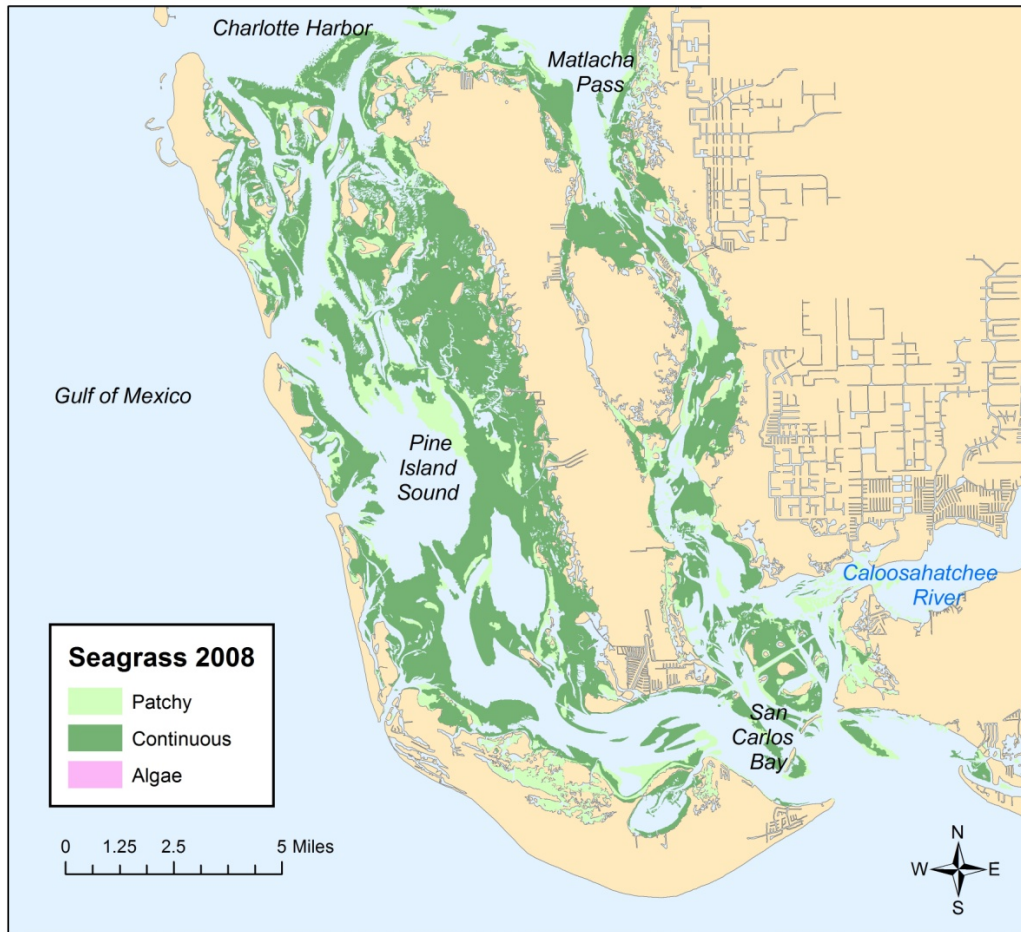 Charlotte Harbor
Matlacha
Pass
Gulf of Mexico
Pine
Island
Sound
Caloosahatchee
River
San
Carlos
Bay
Seagrass 2008
Patchy
Continuous
Algae
0 1.25 2.5 5 Miles
N
W E
S